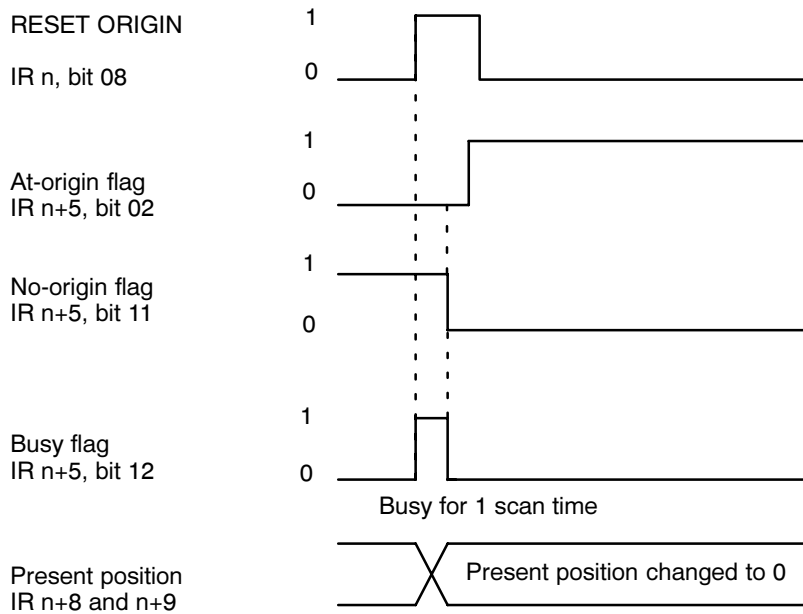 RESET ORIGIN
IR n, bit 08
1
0
At-origin flag
IR n+5, bit 02
1
0
No-origin flag
IR n+5, bit 11
1
0
Busy flag
IR n+5, bit 12
1
0
Busy for 1 scan time
Present position
IR n+8 and n+9
Present position changed to 0